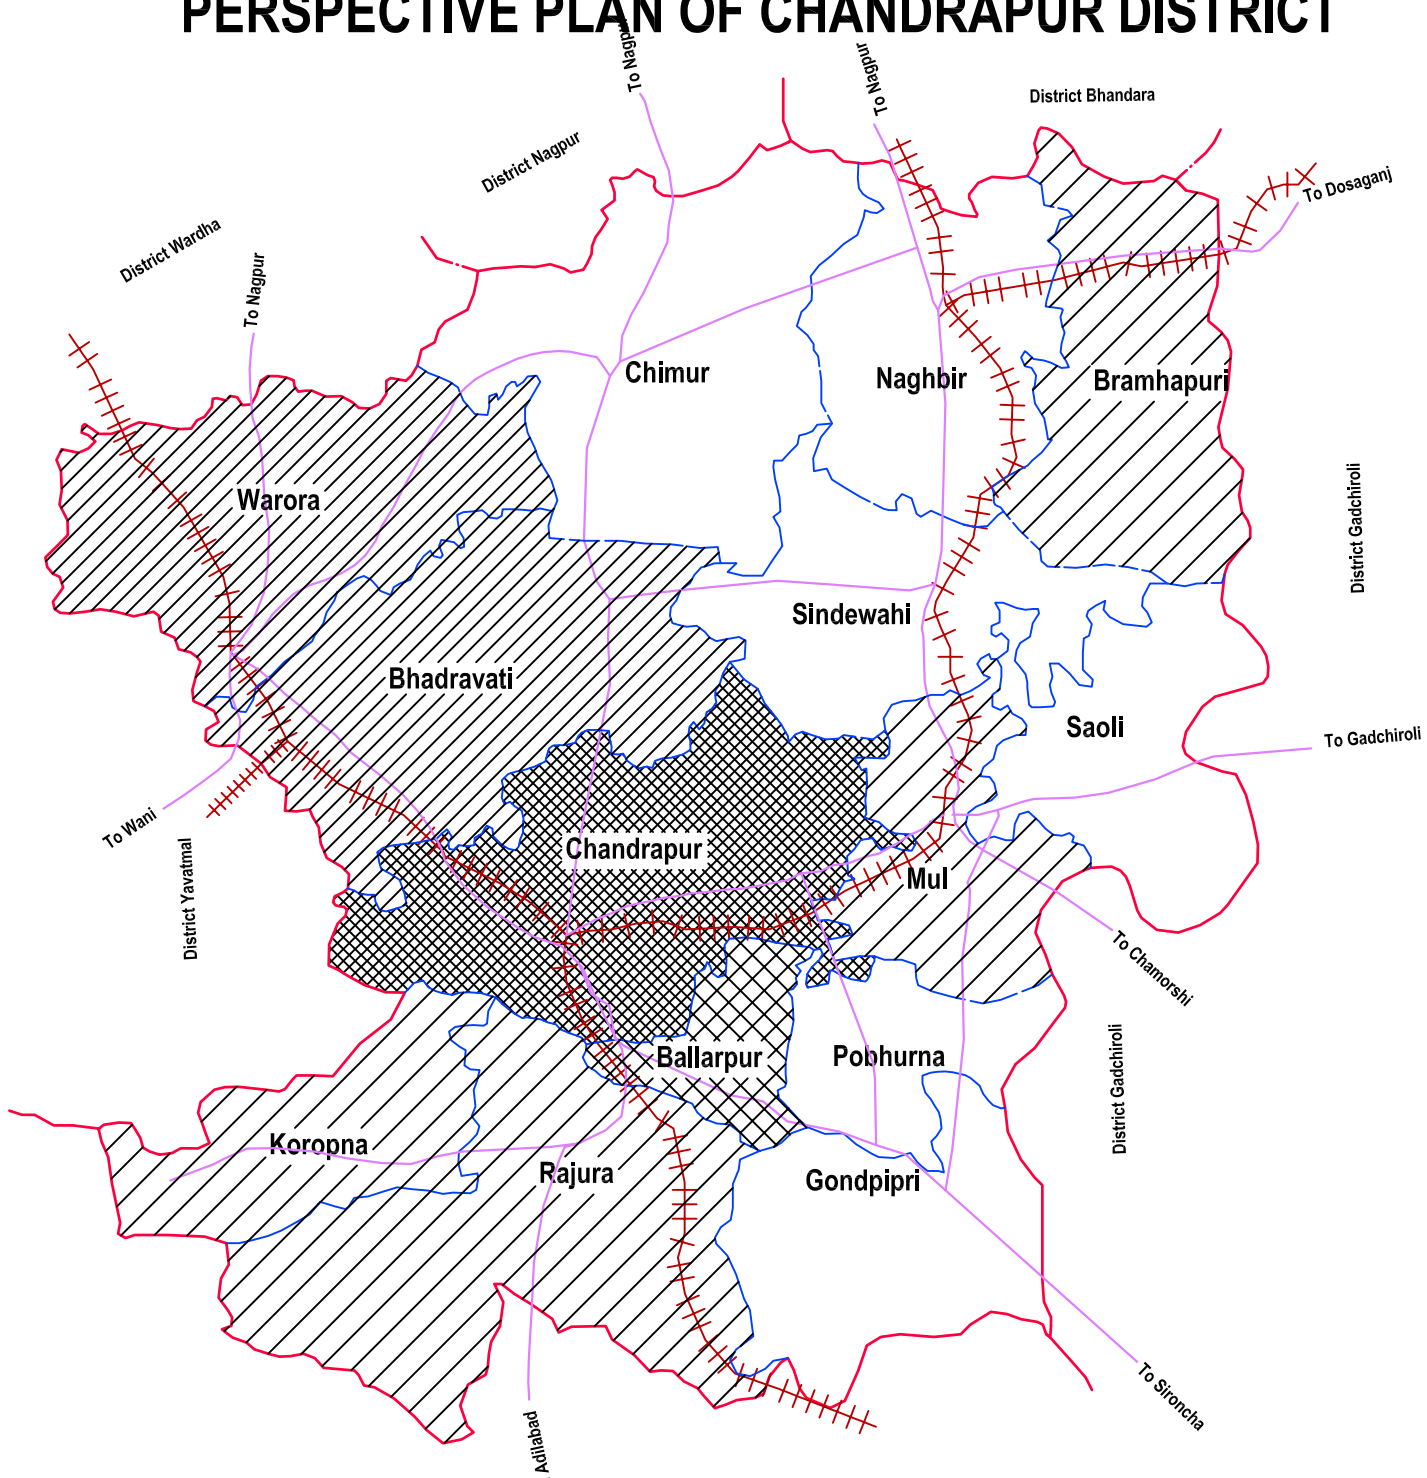 PERSPECTIVE PLAN OF CHANDRAPUR DISTRICT
To Nagpur
To Nagpur
District Bhandara
District Nagpur
To Dosaganj
District Wardha
To Nagpur
Chimur
Naghbir
Bramhapuri
Warora
District Gadchiroli
Sindewahi
Bhadravati
Saoli
To Gadchiroli
To Wani
Chandrapur
Mul
District Yavatmal
To Chamorshi
Ballarpur
Pobhurna
District Gadchiroli
Koropna
Rajura
Gondpipri
To Sironcha
Adilabad